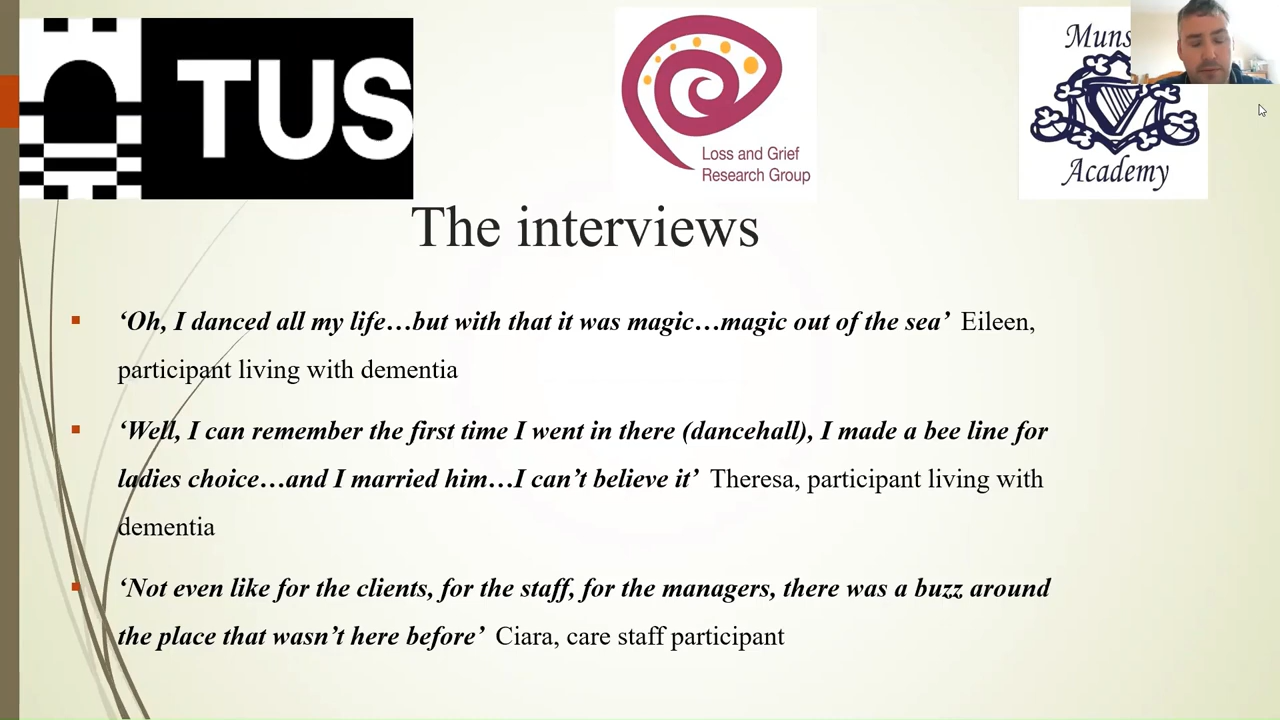 TUS
Loss and Grief
Research Group
Muns
Academy
The interviews
‘Oh, I danced all my life…but with that it was magic…magic out of the sea’ Eileen,
participant living with dementia
‘Well, I can remember the first time I went in there (dancehall), I made a bee line for
ladies choice…and I married him…I can’t believe it’ Theresa, participant living with
dementia
‘Not even like for the clients, for the staff, for the managers, there was a buzz around
the place that wasn’t here before’ Ciara, care staff participant